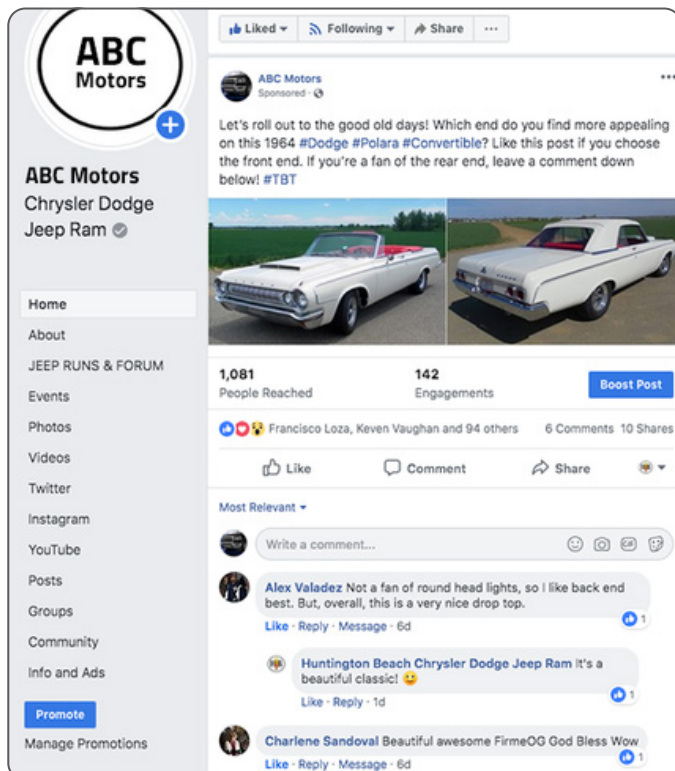 ABC
Motors
ABC Motors
Chrysler Dodge
Jeep Ram
Home
About
JEEP RUNS & FORUM
Events
Photos
Videos
Twitter
Instagram
YouTube
Posts
Groups
Community
Info and Ads
Promote
Manage Promotions
Liked
Following
Share
ABC Motors
Sponsored ·
Let's roll out to the good old days! Which end do you find more appealing
on this 1964 #Dodge #Polara #Convertible? Like this post if you choose
the front end. If you're a fan of the rear end, leave a comment down
below! #TBT
1,081
People Reached
142
Engagements
Boost Post
Francisco Loza, Keven Vaughan and 94 others
6 Comments 10 Shares
Like
Comment
Share
Most Relevant
Write a comment...
GIF
Alex Valadez Not a fan of round head lights, so I like back end
best. But, overall, this is a very nice drop top.
1
Like · Reply · Message · 6d
Huntington Beach Chrysler Dodge Jeep Ram It's a
beautiful classic!
1
Like · Reply · 1d
Charlene Sandoval Beautiful awesome FirmeOG God Bless Wow
1
Like · Reply · Message · 6d